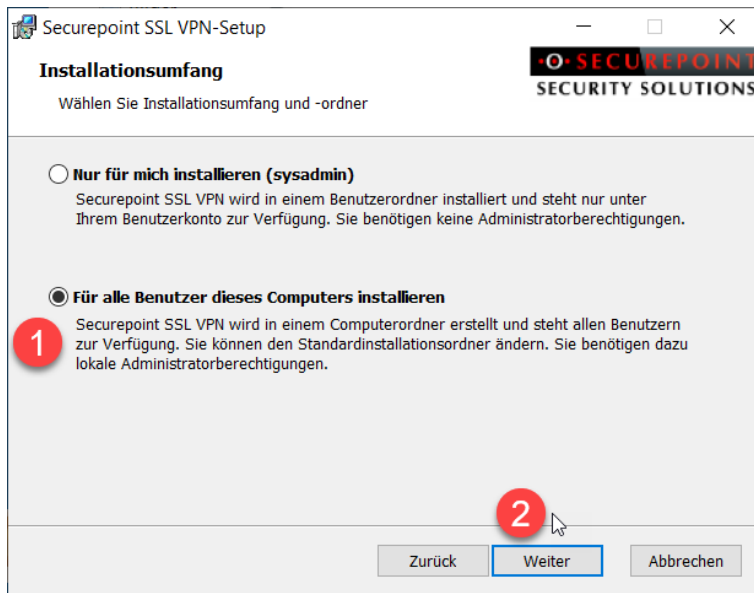 Securepoint SSL VPN-Setup
Installationsumfang
Wählen Sie Installationsumfang und -ordner
SECUREPOINT
SECURITY SOLUTIONS
Nur für mich installieren (sysadmin)
Securepoint SSL VPN wird in einem Benutzerordner installiert und steht nur unter
Ihrem Benutzerkonto zur Verfügung. Sie benötigen keine Administratorberechtigungen.
Für alle Benutzer dieses Computers installieren
1
Securepoint SSL VPN wird in einem Computerordner erstellt und steht allen Benutzern
zur Verfügung. Sie können den Standardinstallationsordner ändern. Sie benötigen dazu
lokale Administratorberechtigungen.
2
Zurück
Weiter
Abbrechen